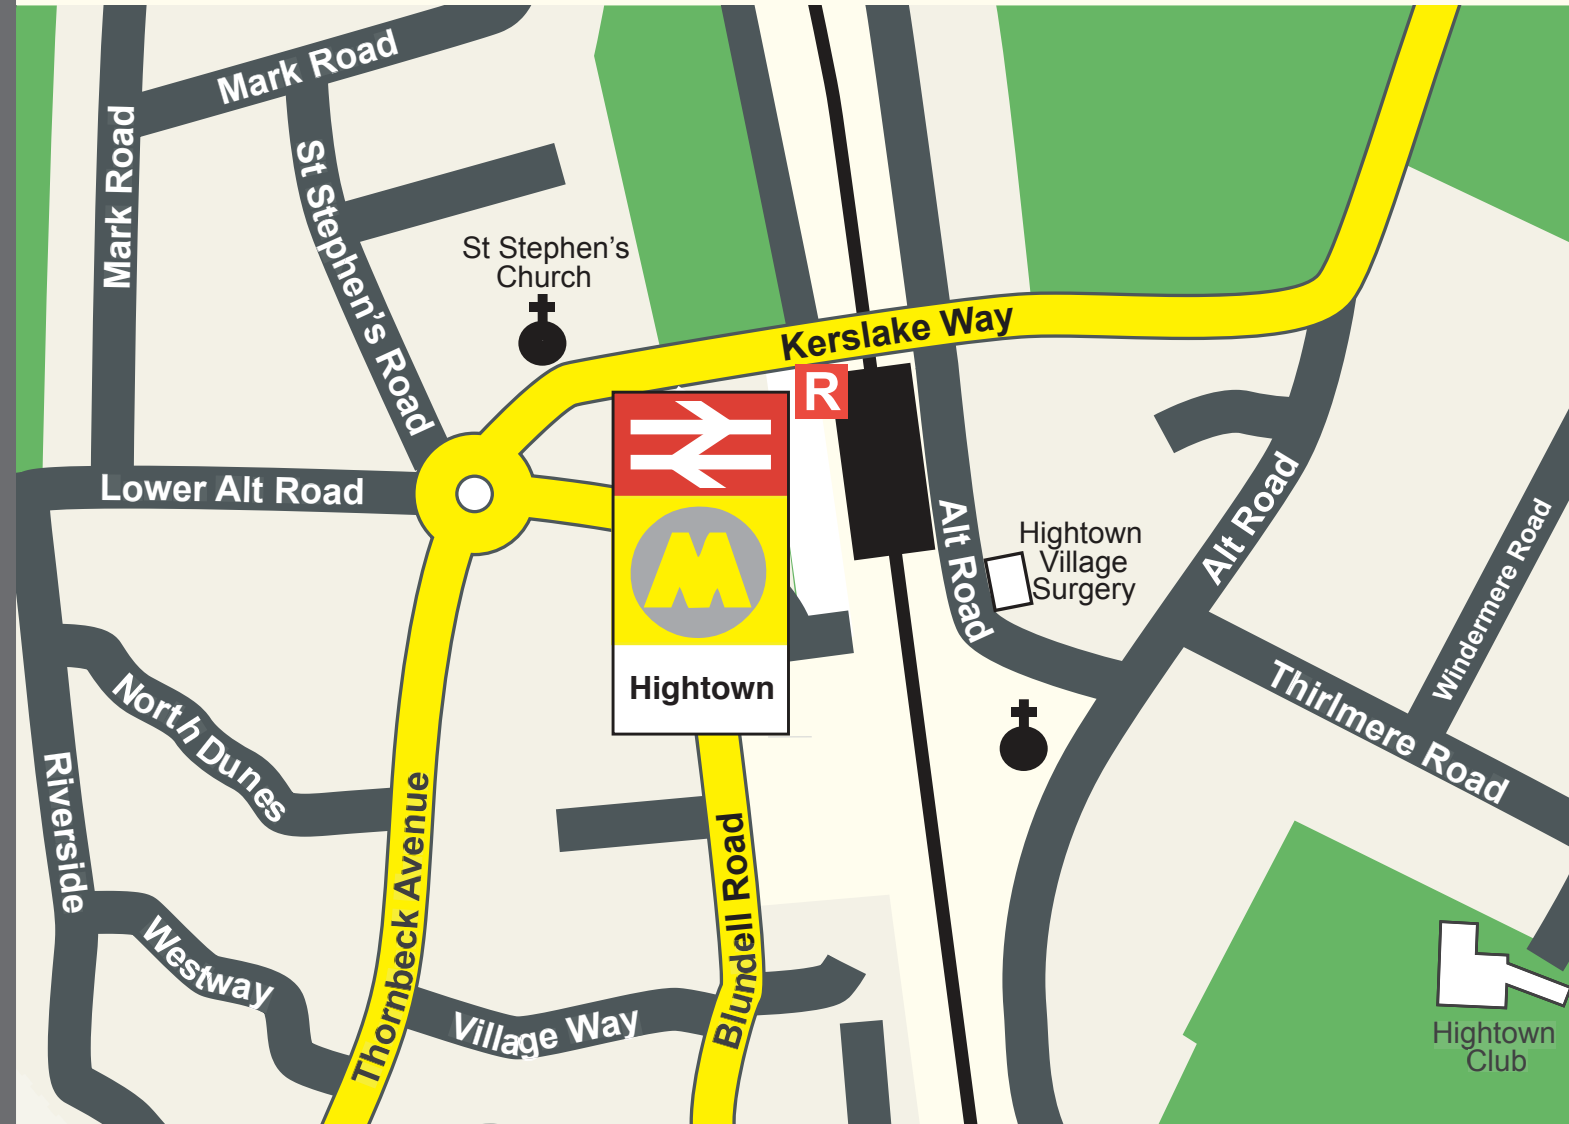 Mark Road
Mark Road
St Stephen's Road
St Stephen’s
Church
Kerslake Way
R
Lower Alt Road
Alt Road
Hightown
Village
Surgery
Alt Road
Windermere Road
Thirlmere Road
M
Hightown
North Dunes
Riverside
Thornbeck Avenue
Blundell Road
Westway
Village Way
Hightown
Club